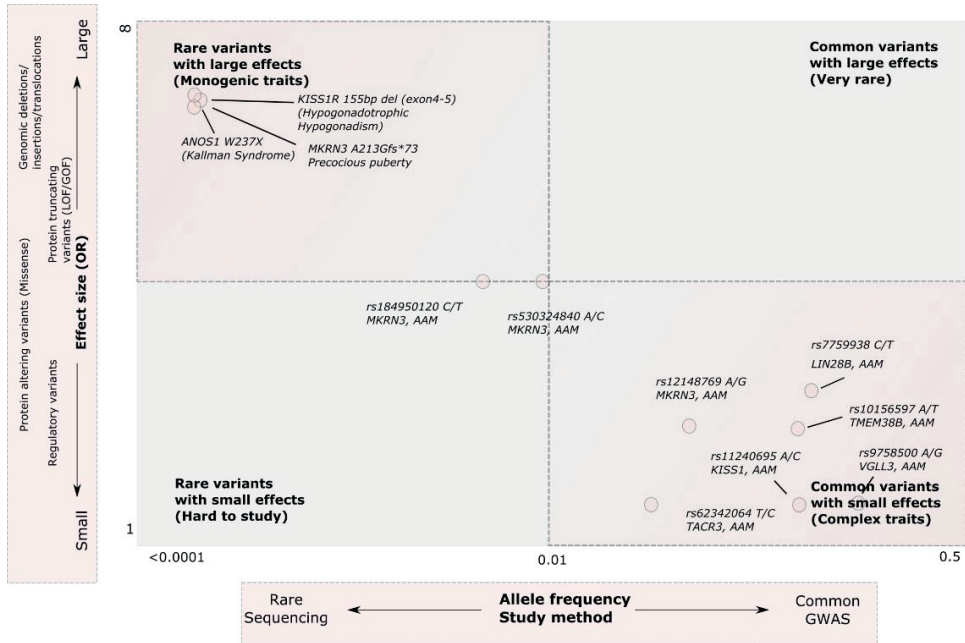 Large
Small
Effect size (OR)
Genomic deletions/
insertions/translocations
Protein truncating
variants (LOF/GOF)
Protein altering variants (Missense)
Regulatory variants
8
1
Rare variants
with large effects
(Monogenic traits)
KISS1R 155bp del (exon4-5)
(Hypogonadotrophic
Hypogonadism)
ANOS1 W237X
(Kallman Syndrome)
MKRN3 A213Gfs*73
Precocious puberty
Common variants
with large effects
(Very rare)
rs184950120 C/T
MKRN3, AAM
rs530324840 A/C
MKRN3, AAM
rs7759938 C/T
LIN28B, AAM
rs12148769 A/G
MKRN3, AAM
rs10156597 A/T
TMEM38B, AAM
rs11240695 A/C
KISS1, AAM
rs9758500 A/G
VGLL3, AAM
rs62342064 T/C
TACR3, AAM
Rare variants
with small effects
(Hard to study)
Common variants
with small effects
(Complex traits)
<0.0001
0.01
0.5
Rare
Sequencing
Allele frequency
Study method
Common
GWAS